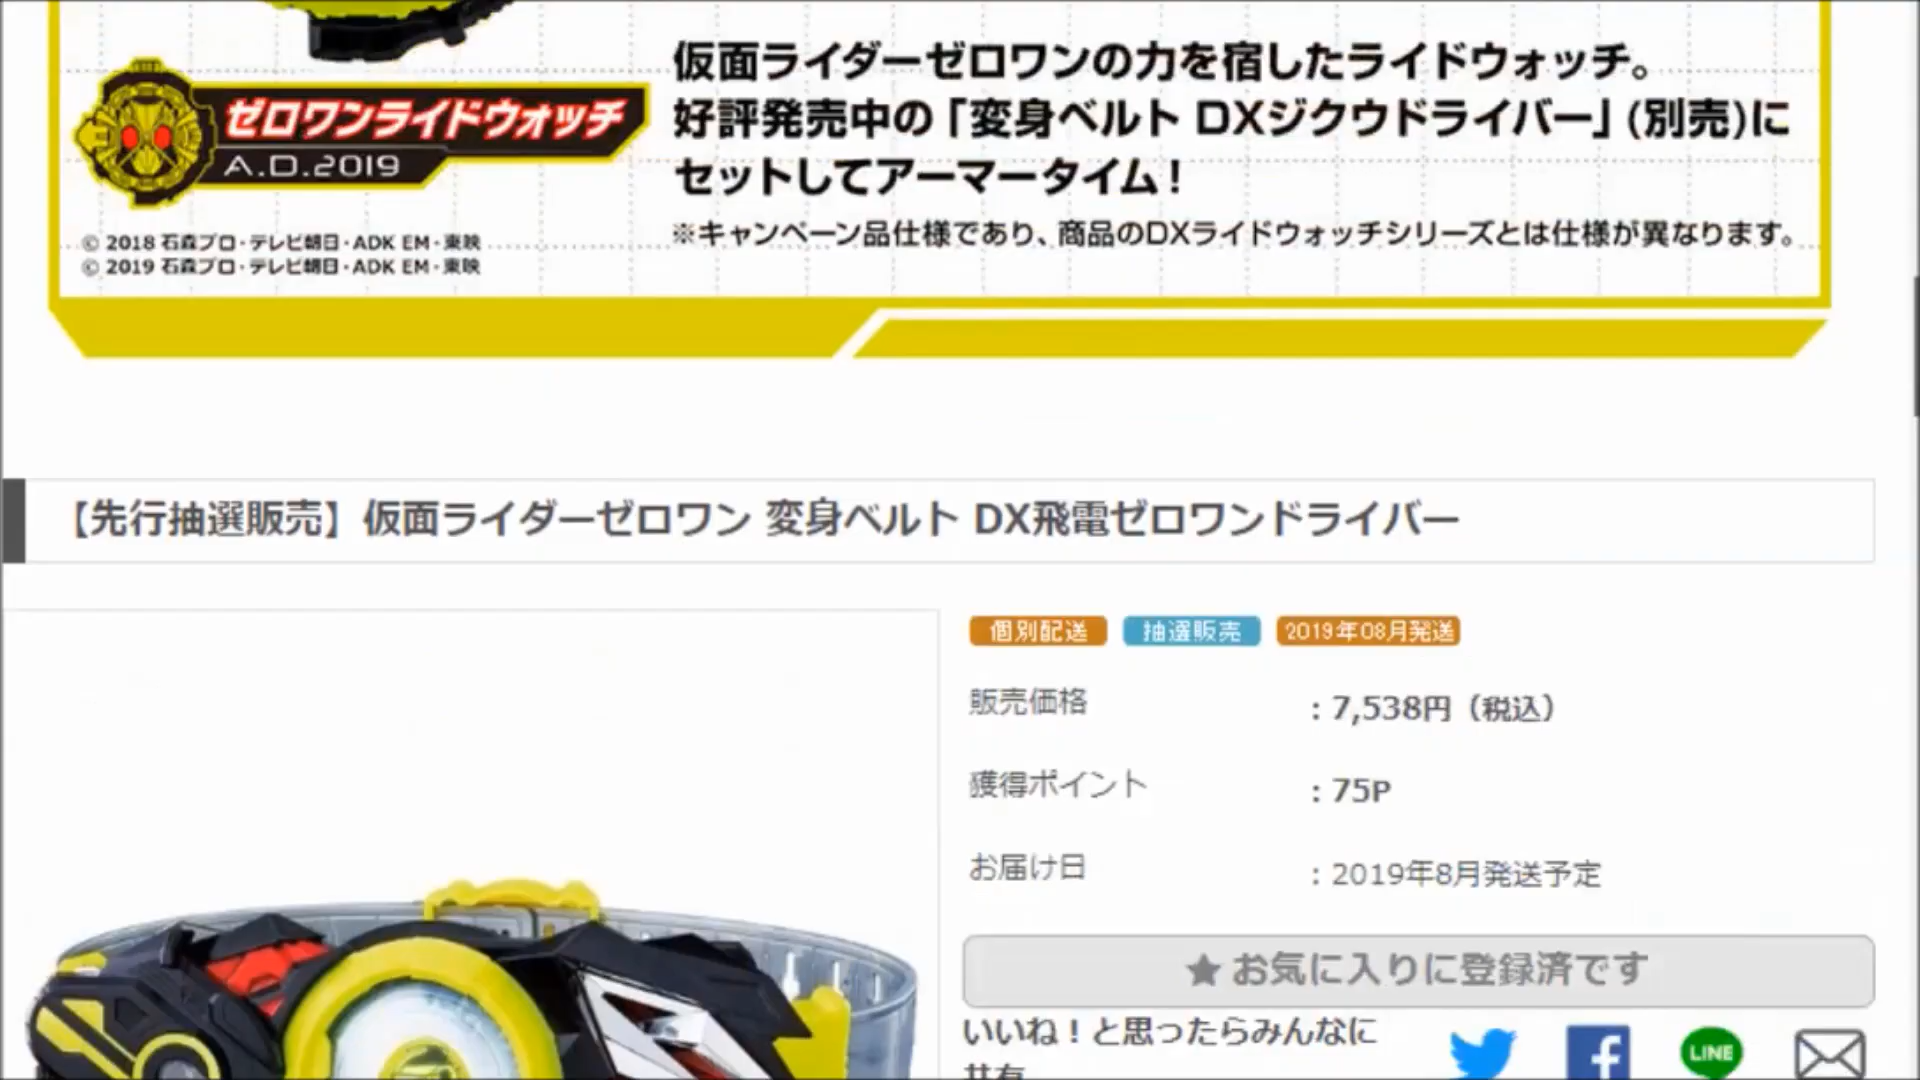 仮面ライダーゼロワンの力を宿したライドウォッチ。
好評発売中の「変身ベルト DXジクウドライバー」(別売)に
セットしてアーマータイム！
※キャンペーン品仕様であり、商品のDXライドウォッチシリーズとは仕様が異なります。
ゼロワンライドウォッチ
A.D.2019
© 2018 石森プロ・テレビ朝日・ADK EM・東映
© 2019 石森プロ・テレビ朝日・ADK EM・東映
【先行抽選販売】仮面ライダーゼロワン 変身ベルト DX飛電ゼロワンドライバー
個別配送 抽選販売 2019年08月発送
販売価格 : 7,538円（税込）
獲得ポイント : 75P
お届け日 : 2019年8月発送予定
★お気に入りに登録済です
いいね！と思ったらみんなに
共有
LINE